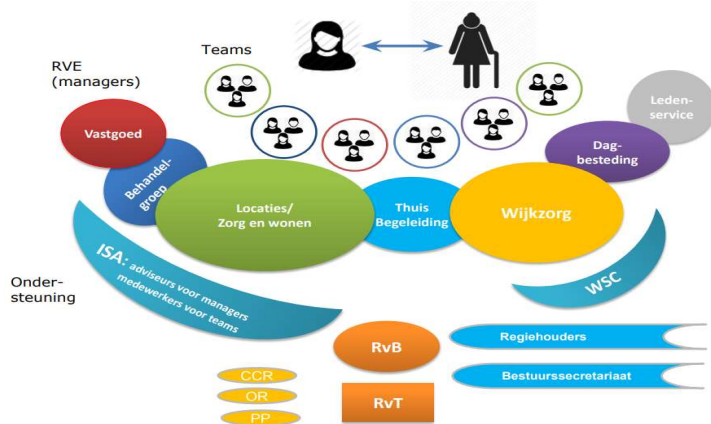 Teams
RVE
(managers)
Leden-
service
Vastgoed
Dag-
besteding
Behandel-
groep
Locaties/
Zorg en wonen
Thuis
Begeleiding
Wijkzorg
ISA: adviseurs voor managers
medewerkers voor teams
WSC
Onder-
steuning
Regiehouders
RvB
Bestuurssecretariaat
CCR
OR
RvT
PP